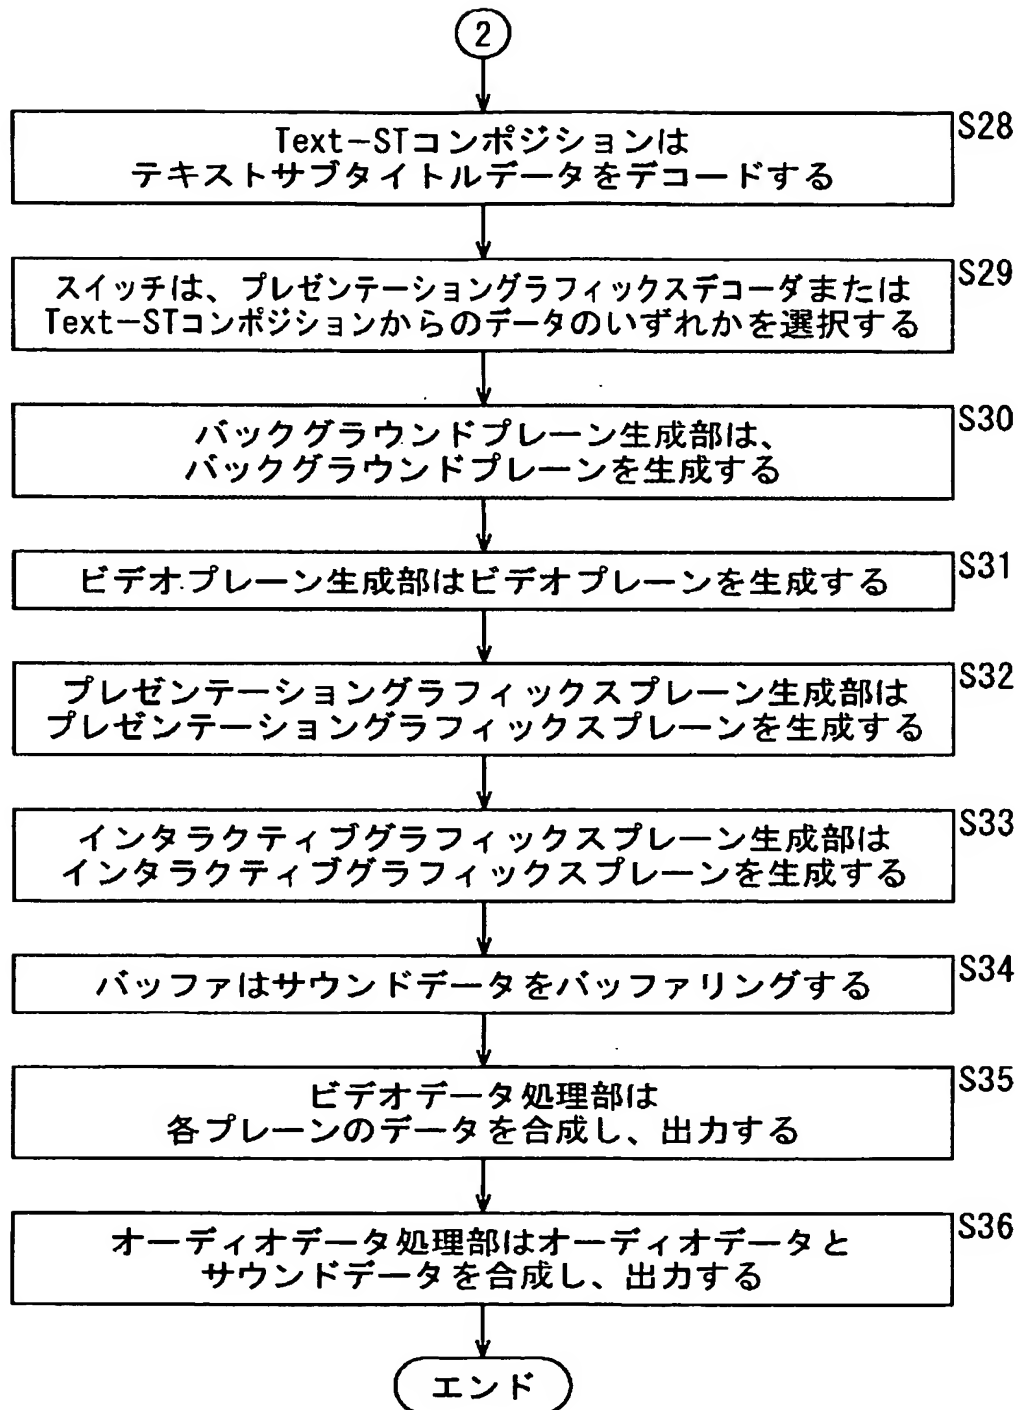 2
S28
Text-STコンポジションは
テキストサブタイトルデータをデコードする
S29
スイッチは、プレゼンテーショングラフィックスデコーダまたは
Text-STコンポジションからのデータのいずれかを選択する
S30
バックグラウンドプレーン生成部は、
バックグラウンドプレーンを生成する
S31
ビデオプレーン生成部はビデオプレーンを生成する
S32
プレゼンテーショングラフィックスプレーン生成部は
プレゼンテーショングラフィックスプレーンを生成する
S33
インタラクティブグラフィックスプレーン生成部は
インタラクティブグラフィックスプレーンを生成する
S34
バッファはサウンドデータをバッファリングする
S35
ビデオデータ処理部は
各プレーンのデータを合成し、出力する
S36
オーディオデータ処理部はオーディオデータと
サウンドデータを合成し、出力する
エンド